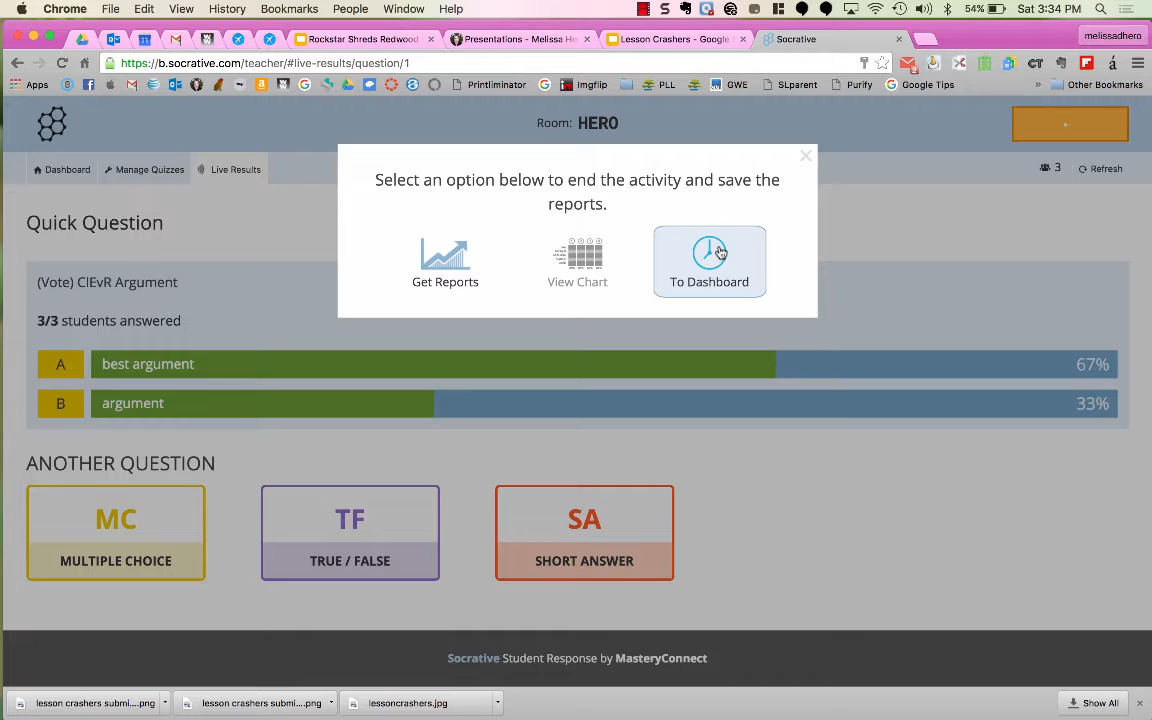 Chrome File Edit View History Bookmarks People Window Help 54% Sat 3:34 PM
Rockstar Shreds Redwood Presentations - Melissa He Lesson Crashers - Google Socrative melissadhero
https://b.socrative.com/teacher/#live-results/question/1
Apps Printliminator Imgflip PLL GWE SLparent Purify Google Tips » Other Bookmarks
Room: HERO
Dashboard Manage Quizzes Live Results 3 Refresh
Select an option below to end the activity and save the
reports.
Get Reports View Chart To Dashboard
Quick Question
(Vote) ClEvR Argument
3/3 students answered
A best argument 67%
B argument 33%
ANOTHER QUESTION
MC TF SA
MULTIPLE CHOICE TRUE / FALSE SHORT ANSWER
Socrative Student Response by MasteryConnect
lesson crashers submi....png lesson crashers submi....png lessoncrashers.jpg Show All